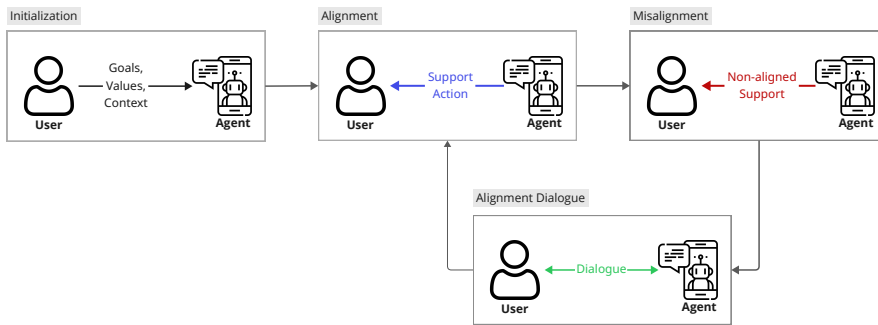 Initialization
Goals,
Values,
Context
User
Agent
Alignment
Support
Action
User
Agent
Misalignment
Non-aligned
Support
User
Agent
Alignment Dialogue
Dialogue
User
Agent